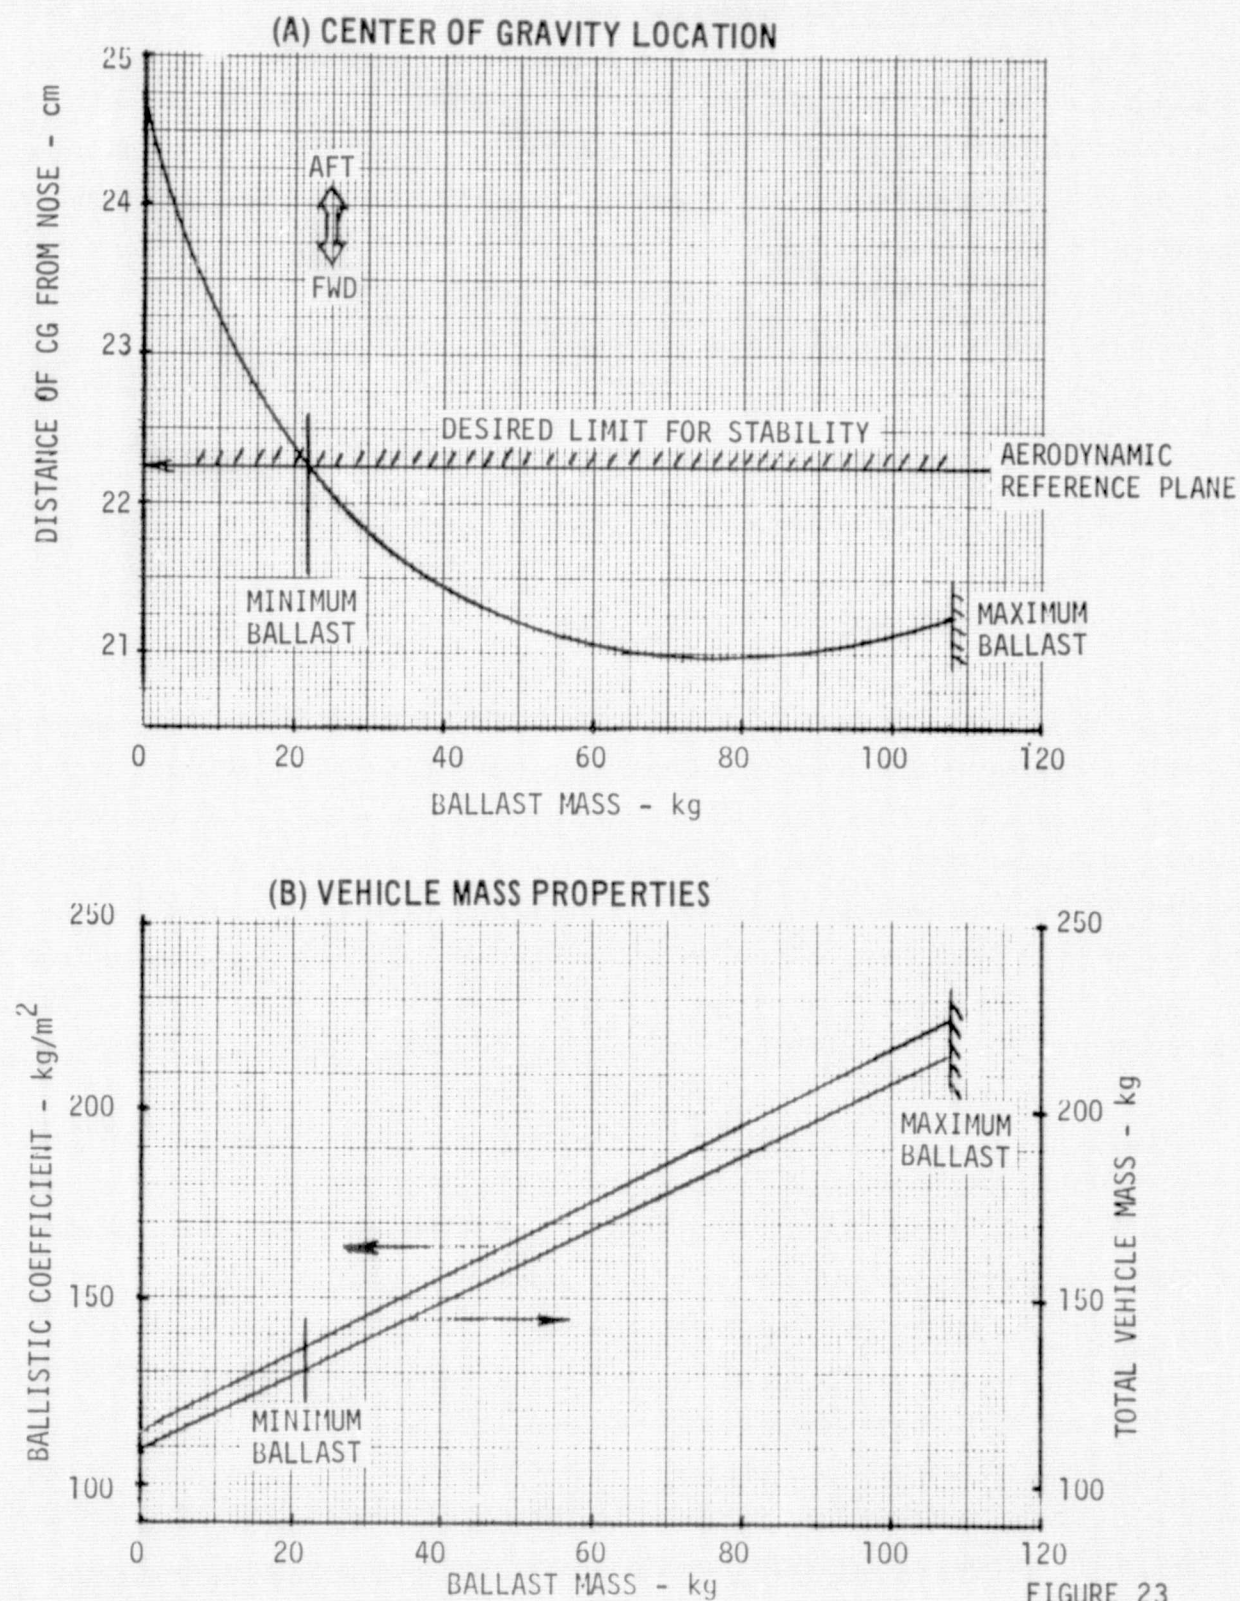 (A) CENTER OF GRAVITY LOCATION
25
24
23
22
21
DISTANCE OF CG FROM NOSE - cm
AFT
FWD
DESIRED LIMIT FOR STABILITY
AERODYNAMIC
REFERENCE PLANE
MINIMUM
BALLAST
MAXIMUM
BALLAST
0 20 40 60 80 100 120
BALLAST MASS - kg
(B) VEHICLE MASS PROPERTIES
250
200
150
100
BALLISTIC COEFFICIENT - kg/m²
250
200
150
100
TOTAL VEHICLE MASS - kg
MAXIMUM
BALLAST
MINIMUM
BALLAST
0 20 40 60 80 100 120
BALLAST MASS - kg
FIGURE 23